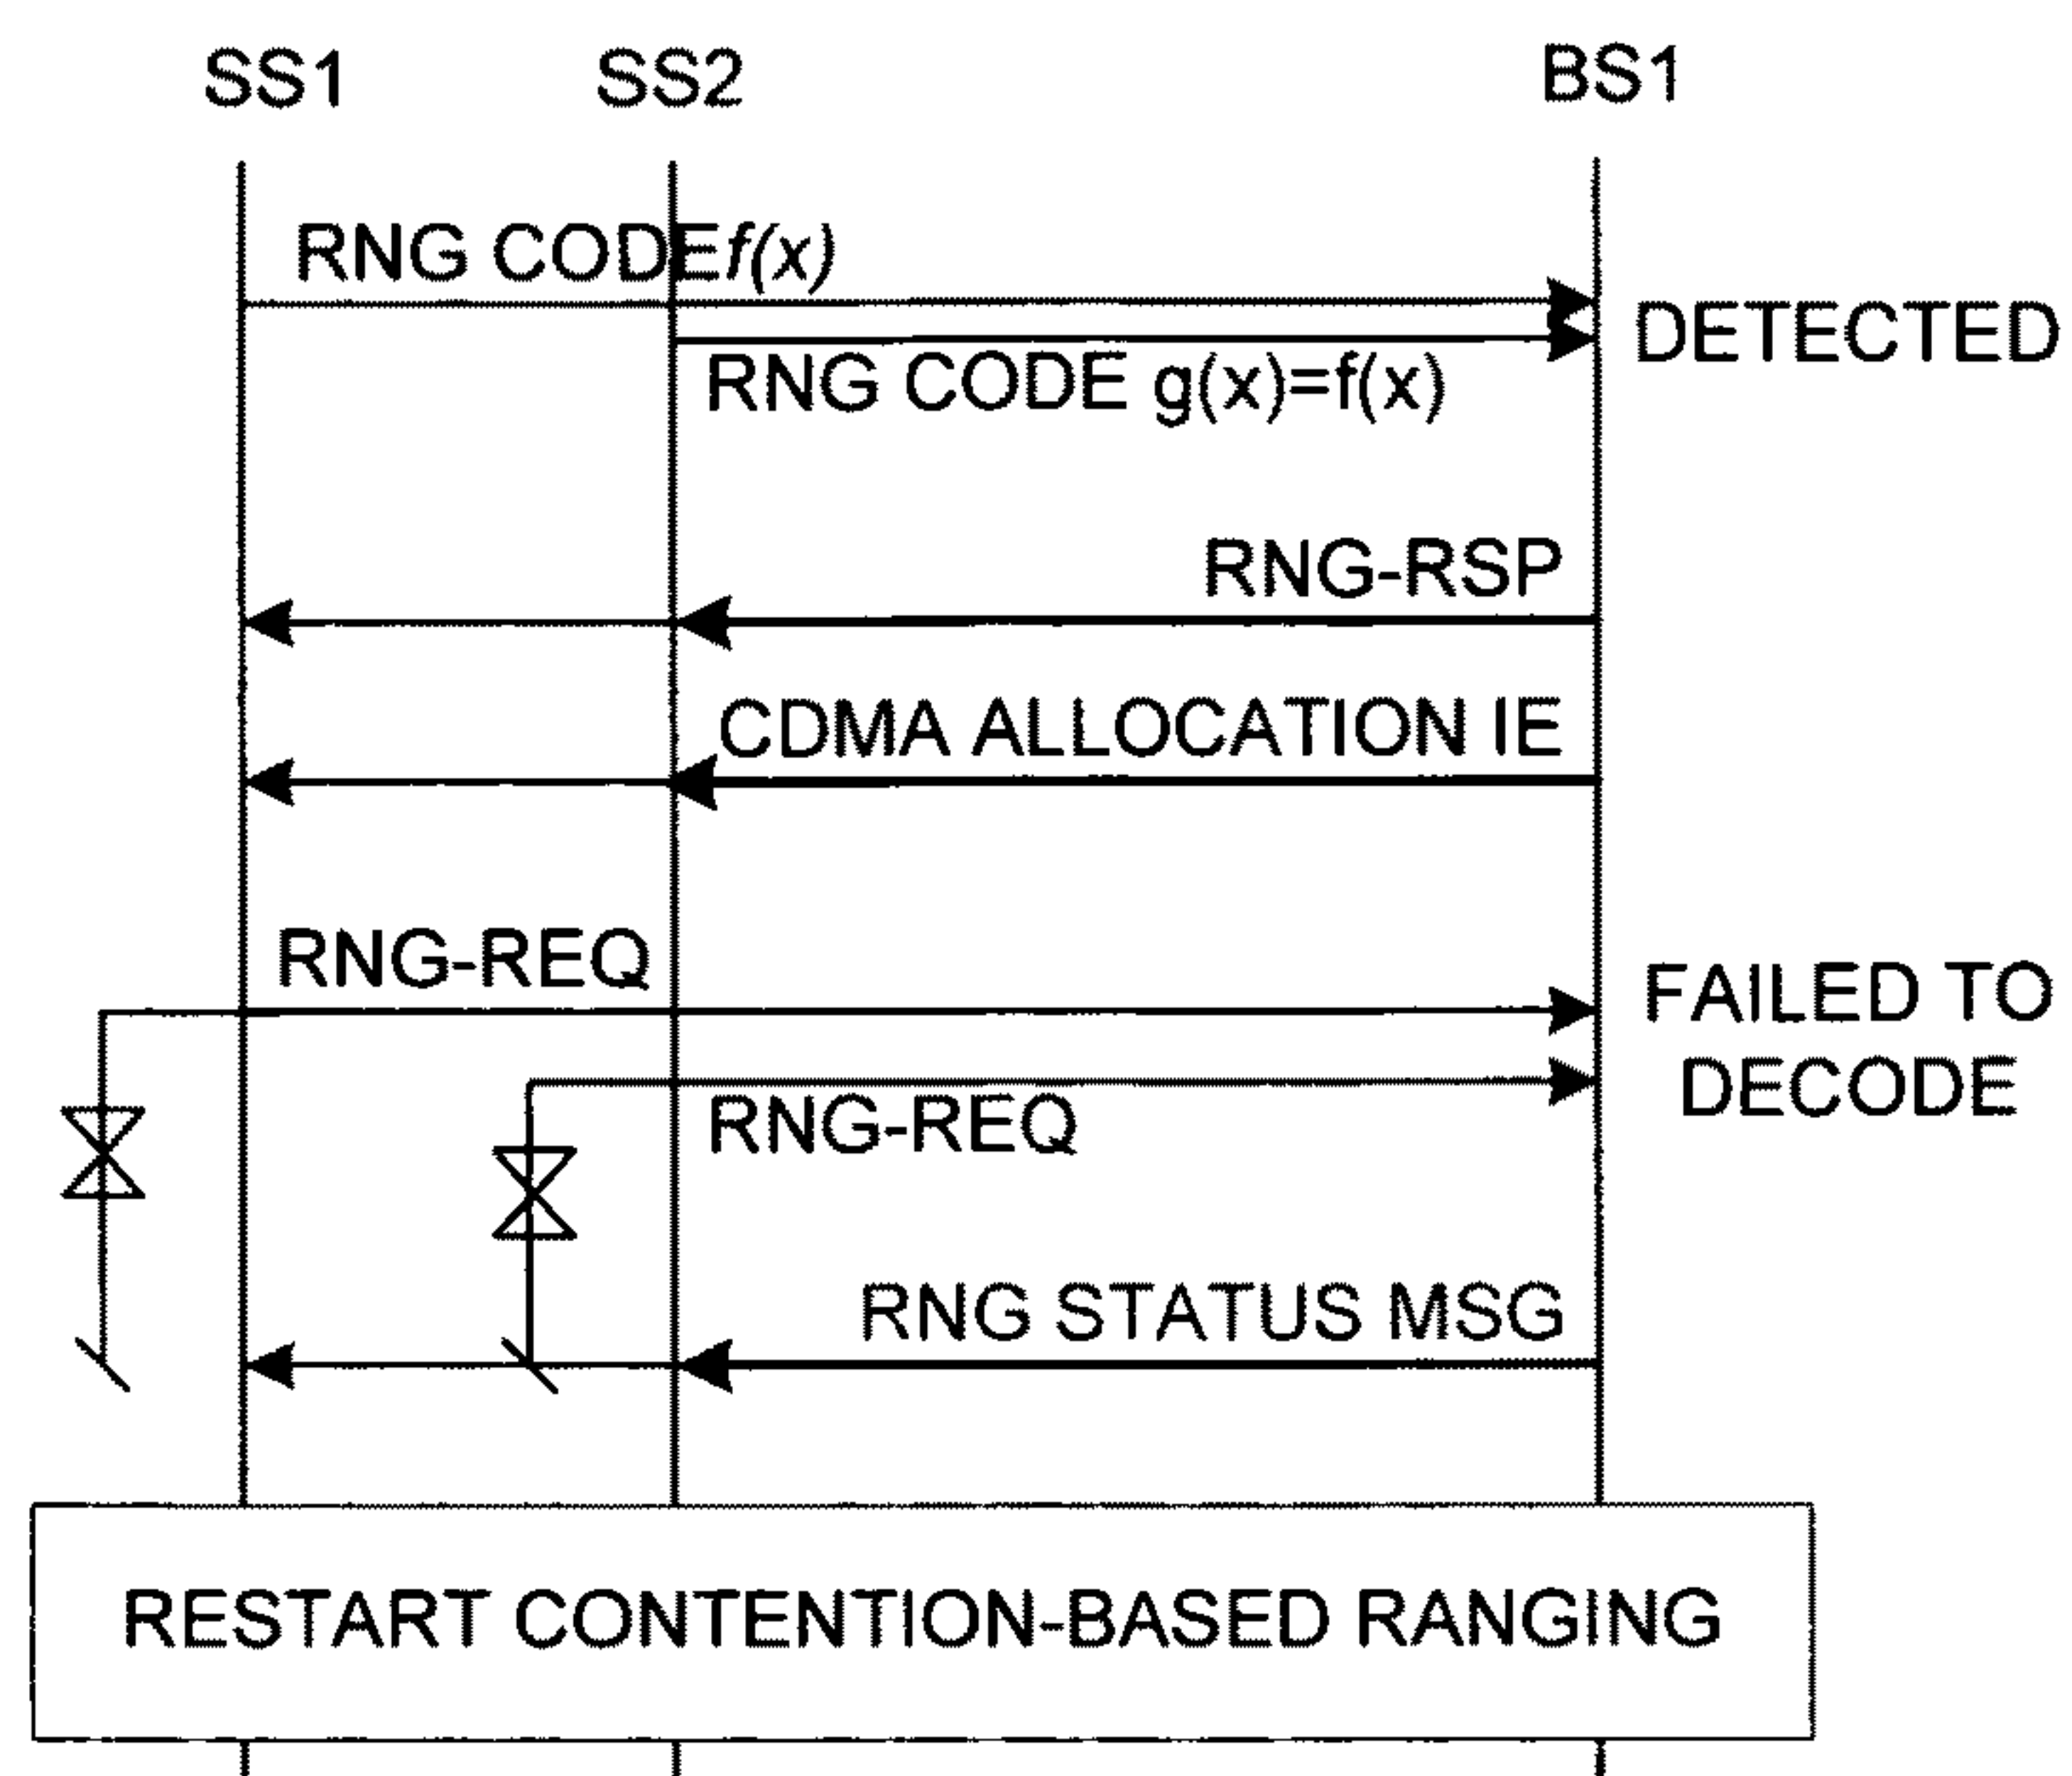 SS1 SS2 BS1
RNG CODE f(x)
DETECTED
RNG CODE g(x)=f(x)
RNG-RSP
CDMA ALLOCATION IE
RNG-REQ
FAILED TO
DECODE
RNG-REQ
RNG STATUS MSG
RESTART CONTENTION-BASED RANGING